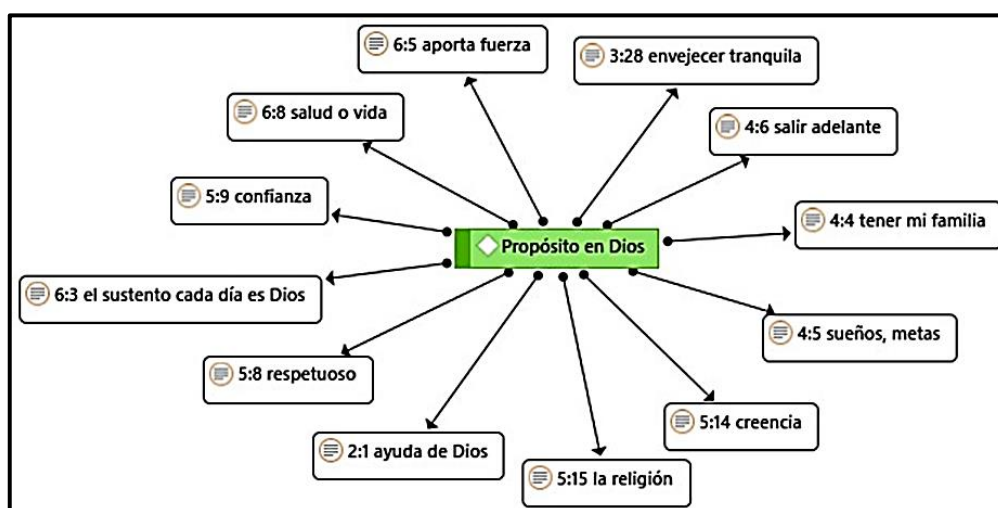 6:5 aporta fuerza
3:28 envejecer tranquila
6:8 salud o vida
4:6 salir adelante
5:9 confianza
4:4 tener mi familia
Propósito en Dios
6:3 el sustento cada día es Dios
4:5 sueños, metas
5:8 respetuoso
5:14 creencia
2:1 ayuda de Dios
5:15 la religión